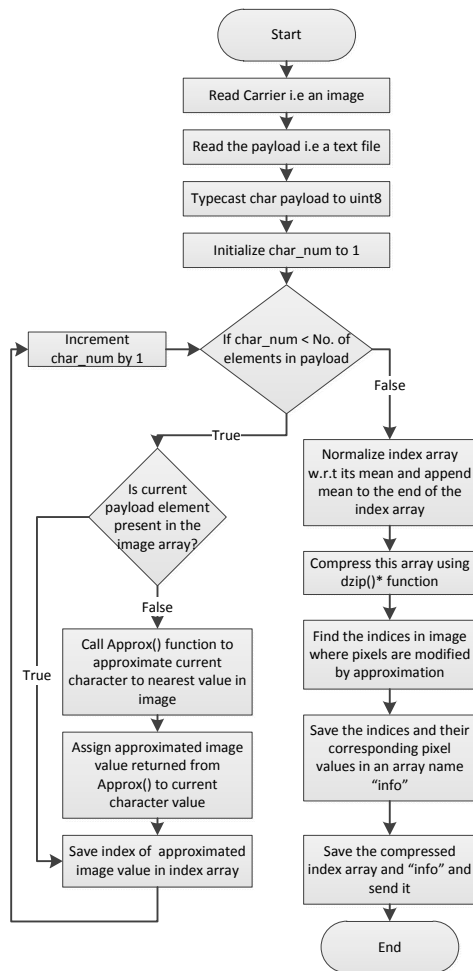 Start
Read Carrier i.e an image
Read the payload i.e a text file
Typecast char payload to uint8
Initialize char_num to 1
Increment
char_num by 1
If char_num < No. of
elements in payload
False
True
Is current
payload element
present in the
image array?
False
True
Call Approx() function to
approximate current
character to nearest value in
image
Assign approximated image
value returned from
Approx() to current
character value
Save index of  approximated
image value in index array
Normalize index array
w.r.t its mean and append
mean to the end of the
index array
Compress this array using
dzip()* function
Find the indices in image
where pixels are modified
by approximation
Save the indices and their
corresponding pixel
values in an array name
“info”
Save the compressed
index array and “info” and
send it
End